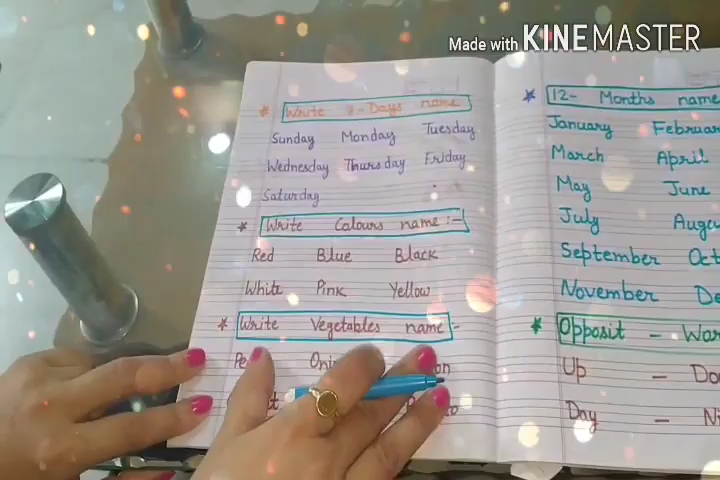 Made with KINEMASTER
Write 7-Days name
Sunday Monday Tuesday
Wednesday Thursday Friday
Saturday
Write Colours name :-
Red Blue Black
White Pink Yellow
Write Vegetables name :-
12- Months name
January
March April
May June
July
September
November
Opposit -
Up -
Day -